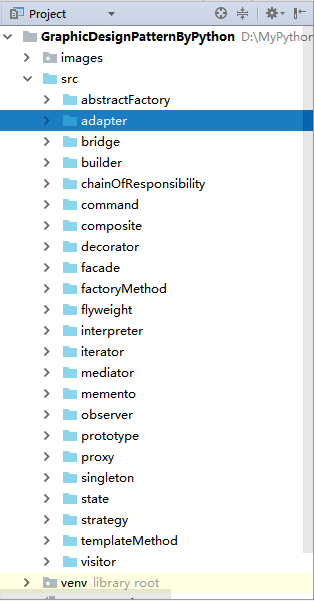 Project
GraphicDesignPatternByPython D:\MyPython
images
src
abstractFactory
adapter
bridge
builder
chainOfResponsibility
command
composite
decorator
facade
factoryMethod
flyweight
interpreter
iterator
mediator
memento
observer
prototype
proxy
singleton
state
strategy
templateMethod
visitor
venv library root